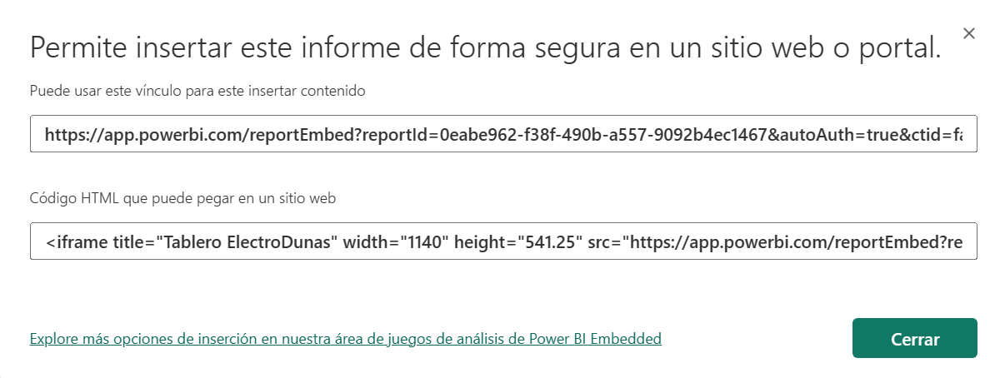 Permite insertar este informe de forma segura en un sitio web o portal.
Puede usar este vínculo para este insertar contenido
https://app.powerbi.com/reportEmbed?reportId=0eabe962-f38f-490b-a557-9092b4ec1467&autoAuth=true&ctid=fa
Código HTML que puede pegar en un sitio web
<iframe title="Tablero ElectroDunas" width="1140" height="541.25" src="https://app.powerbi.com/reportEmbed?re
Explore más opciones de inserción en nuestra área de juegos de análisis de Power BI Embedded
Cerrar